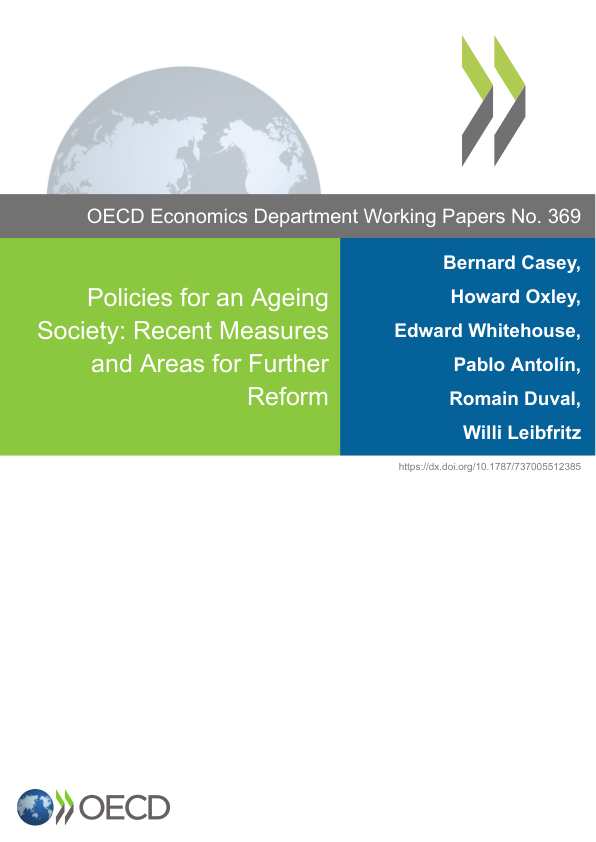 OECD Economics Department Working Papers No. 369
Policies for an Ageing
Society: Recent Measures
and Areas for Further
Reform
Bernard Casey,
Howard Oxley,
Edward Whitehouse,
Pablo Antolín,
Romain Duval,
Willi Leibfritz
https://dx.doi.org/10.1787/737005512385
OECD